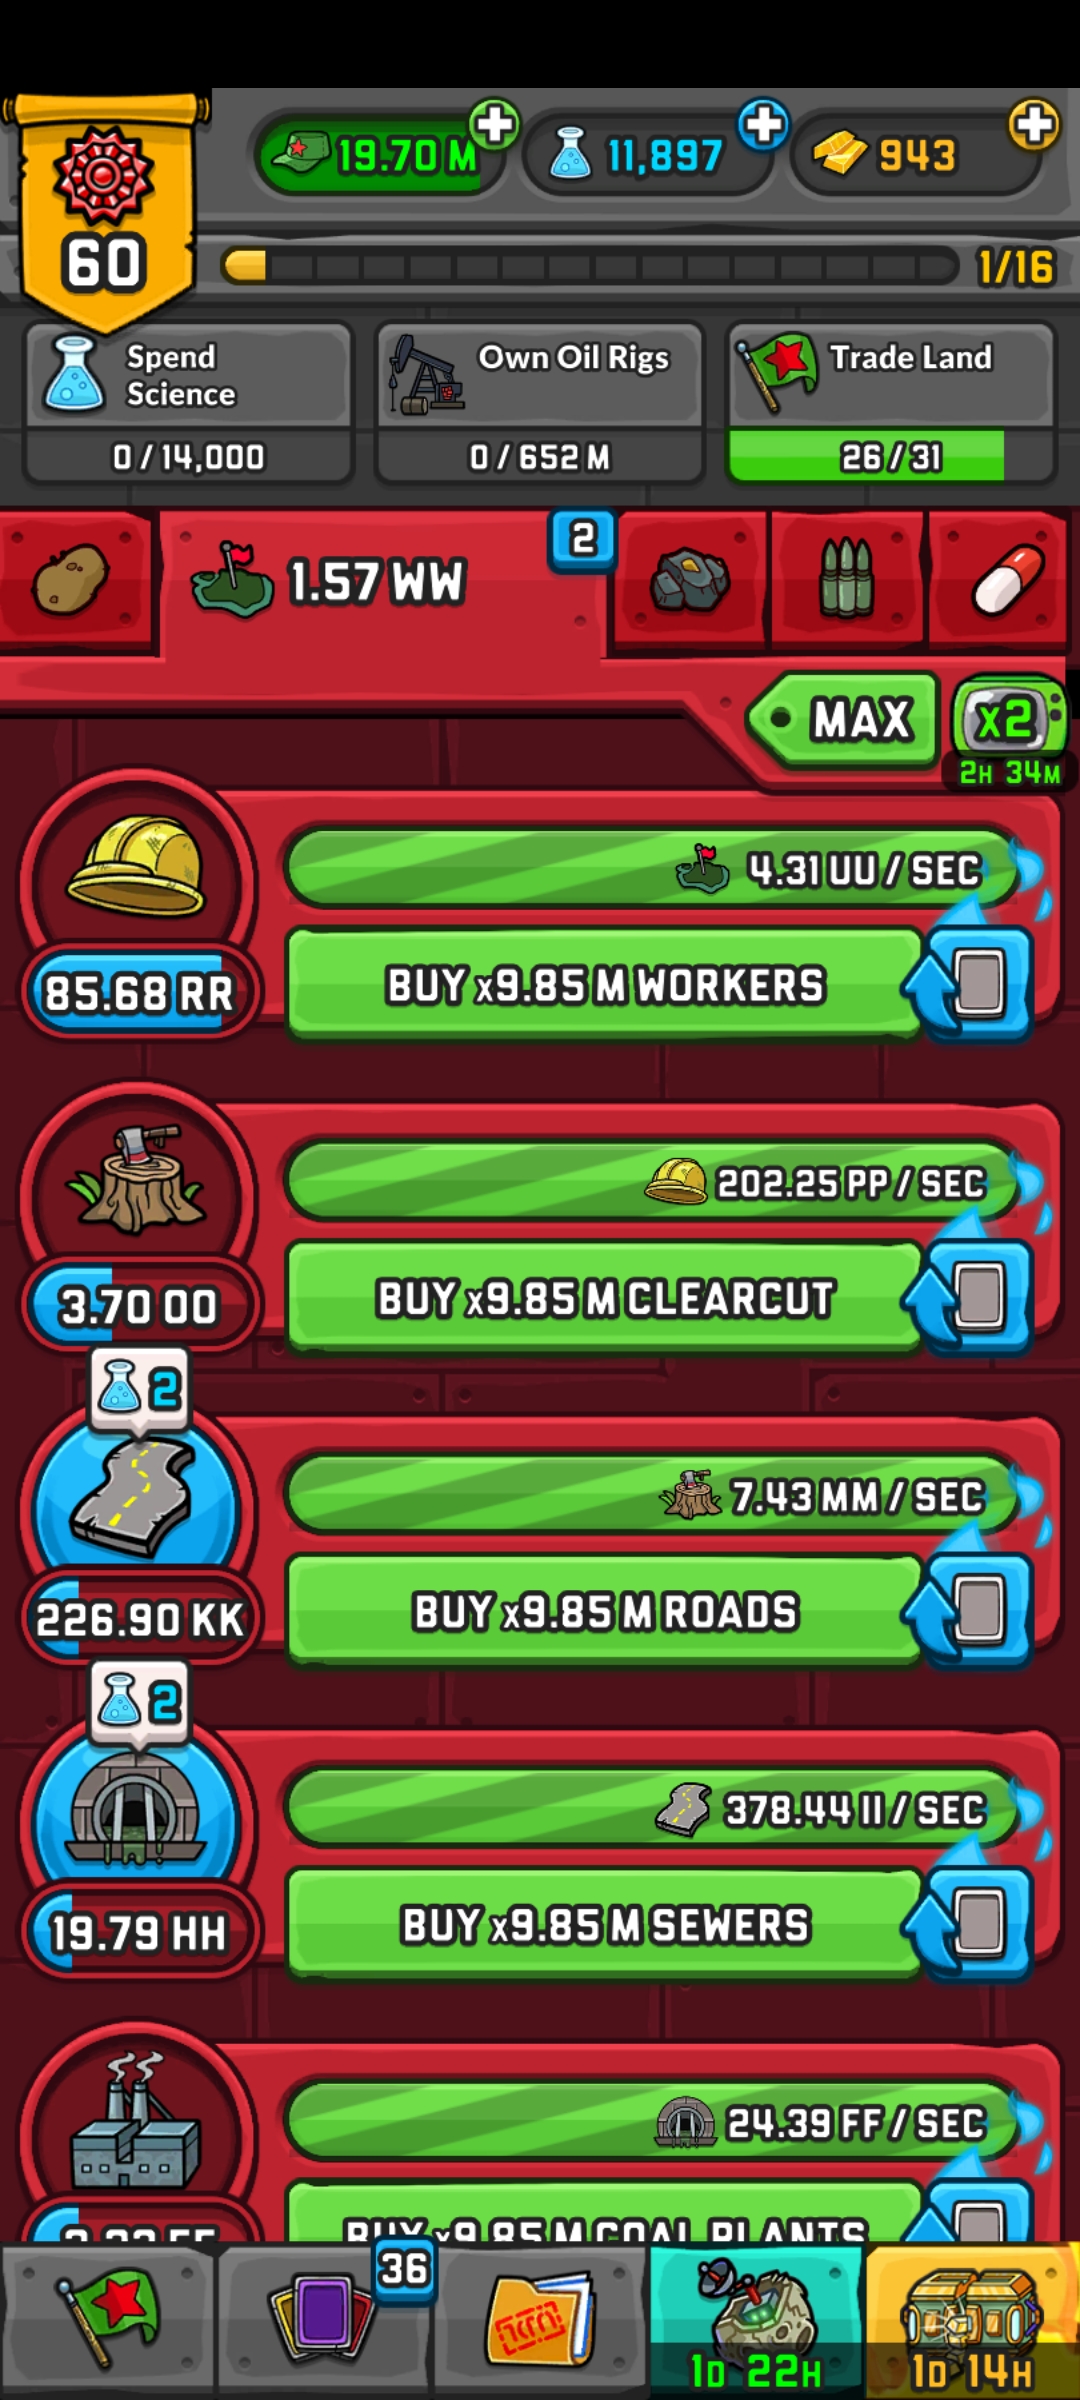 19.70 M
11,897
943
60
1/16
Spend
Science
0/14,000
Own Oil Rigs
0/652 M
Trade Land
26/31
1.57 WW
2
MAX
x2
2H 34M
4.31 UU / SEC
85.68 RR
BUY x9.85 M WORKERS
202.25 PP / SEC
3.70 OO
BUY x9.85 M CLEARCUT
2
7.43 MM / SEC
226.90 KK
BUY x9.85 M ROADS
2
378.44 II / SEC
19.79 HH
BUY x9.85 M SEWERS
24.39 FF / SEC
BUY x9.85 M COAL PLANTS
36
1D 22H
1D 14H